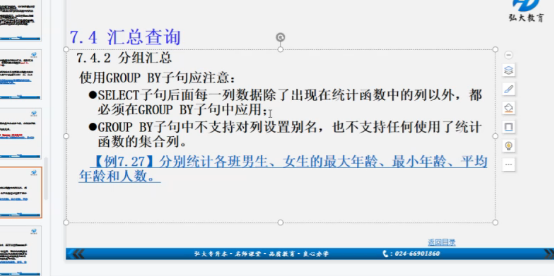 弘大教育
7.4 汇总查询
7.4.2 分组汇总
使用GROUP BY子句应注意：
●SELECT子句后面每一列数据除了出现在统计函数中的列以外，都
必须在GROUP BY子句中应用；
●GROUP BY子句中不支持对列设置别名，也不支持任何使用了统计
函数的集合列。
【例7.27】分别统计各班男生、女生的最大年龄、最小年龄、平均
年龄和人数。
返回目录
弘大专升本·名师课堂·品质教育·良心办学
024-66901860